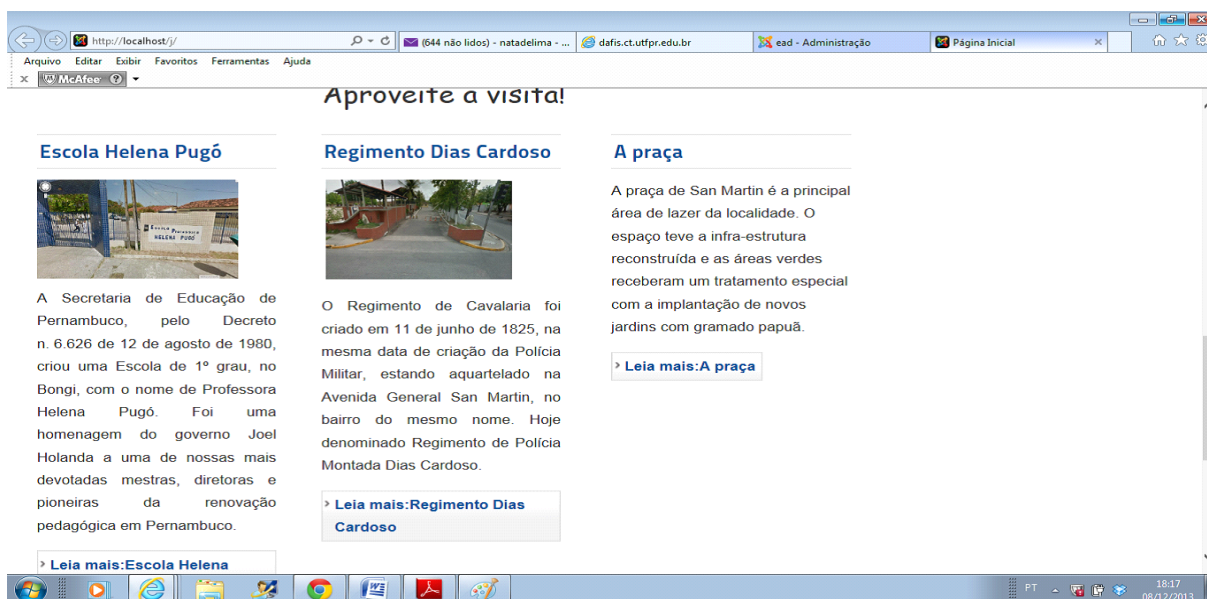 http://localhost/j/
(644 não lidos) - natadelima - ...
dafis.ct.utfpr.edu.br
ead - Administração
Página Inicial
Arquivo Editar Exibir Favoritos Ferramentas Ajuda
x McAfee
Aproveite a visita!
Escola Helena Pugó
ESCOLA PROFESSORA
HELENA PUGÓ
A Secretaria de Educação de
Pernambuco, pelo Decreto
n. 6.626 de 12 de agosto de 1980,
criou uma Escola de 1º grau, no
Bongi, com o nome de Professora
Helena Pugó. Foi uma
homenagem do governo Joel
Holanda a uma de nossas mais
devotadas mestras, diretoras e
pioneiras da renovação
pedagógica em Pernambuco.
Leia mais:Escola Helena
Regimento Dias Cardoso
O Regimento de Cavalaria foi
criado em 11 de junho de 1825, na
mesma data de criação da Polícia
Militar, estando aquartelado na
Avenida General San Martin, no
bairro do mesmo nome. Hoje
denominado Regimento de Polícia
Montada Dias Cardoso.
Leia mais:Regimento Dias
Cardoso
A praça
A praça de San Martin é a principal
área de lazer da localidade. O
espaço teve a infra-estrutura
reconstruída e as áreas verdes
receberam um tratamento especial
com a implantação de novos
jardins com gramado papuã.
Leia mais:A praça
PT
18:17
08/12/2013